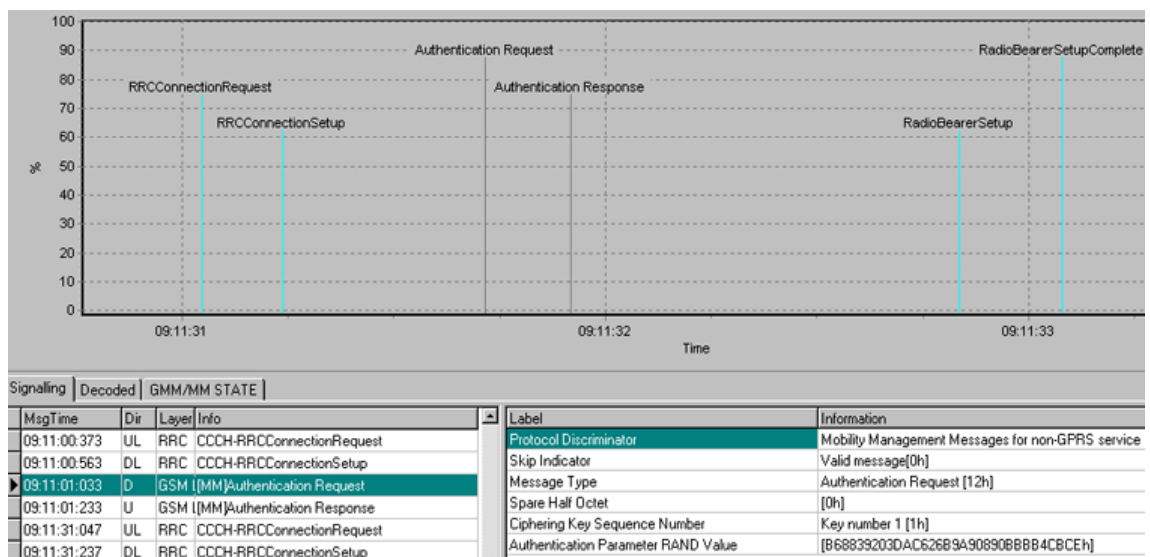 100
90
Authentication Request
RadioBearerSetupComplete
80
RRCConnectionRequest
Authentication Response
70
RRCConnectionSetup
RadioBearerSetup
60
%
50
40
30
20
10
0
09:11:31
09:11:32
09:11:33
Time
Signalling Decoded GMM/MM STATE
MsgTime Dir Layer Info
09:11:00:373 UL RRC CCCH-RRCConnectionRequest
09:11:00:563 DL RRC CCCH-RRCConnectionSetup
09:11:01:033 D GSM L[MM]Authentication Request
09:11:01:233 U GSM L[MM]Authentication Response
09:11:31:047 UL RRC CCCH-RRCConnectionRequest
09:11:31:237 DL RRC CCCH-RRCConnectionSetup
Label Information
Protocol Discriminator Mobility Management Messages for non-GPRS service
Skip Indicator Valid message[0h]
Message Type Authentication Request [12h]
Spare Half Octet [0h]
Ciphering Key Sequence Number Key number 1 [1h]
Authentication Parameter RAND Value [B68839203DAC626B9A90890BBBB4CBCEh]